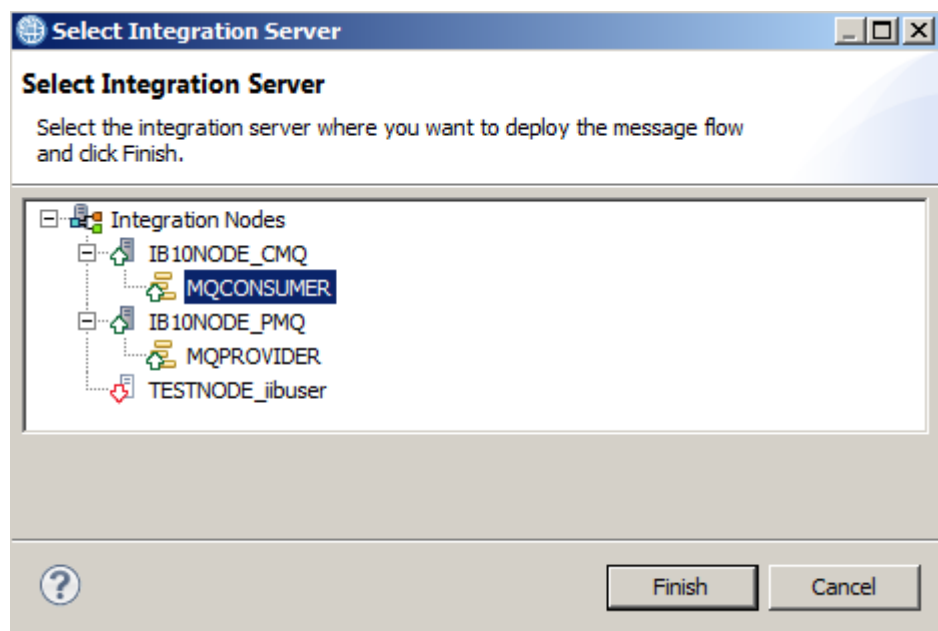 Select Integration Server
Select Integration Server
Select the integration server where you want to deploy the message flow
and click Finish.
Integration Nodes
IB10NODE_CMQ
MQCONSUMER
IB10NODE_PMQ
MQPROVIDER
TESTNODE_iibuser
?
Finish Cancel